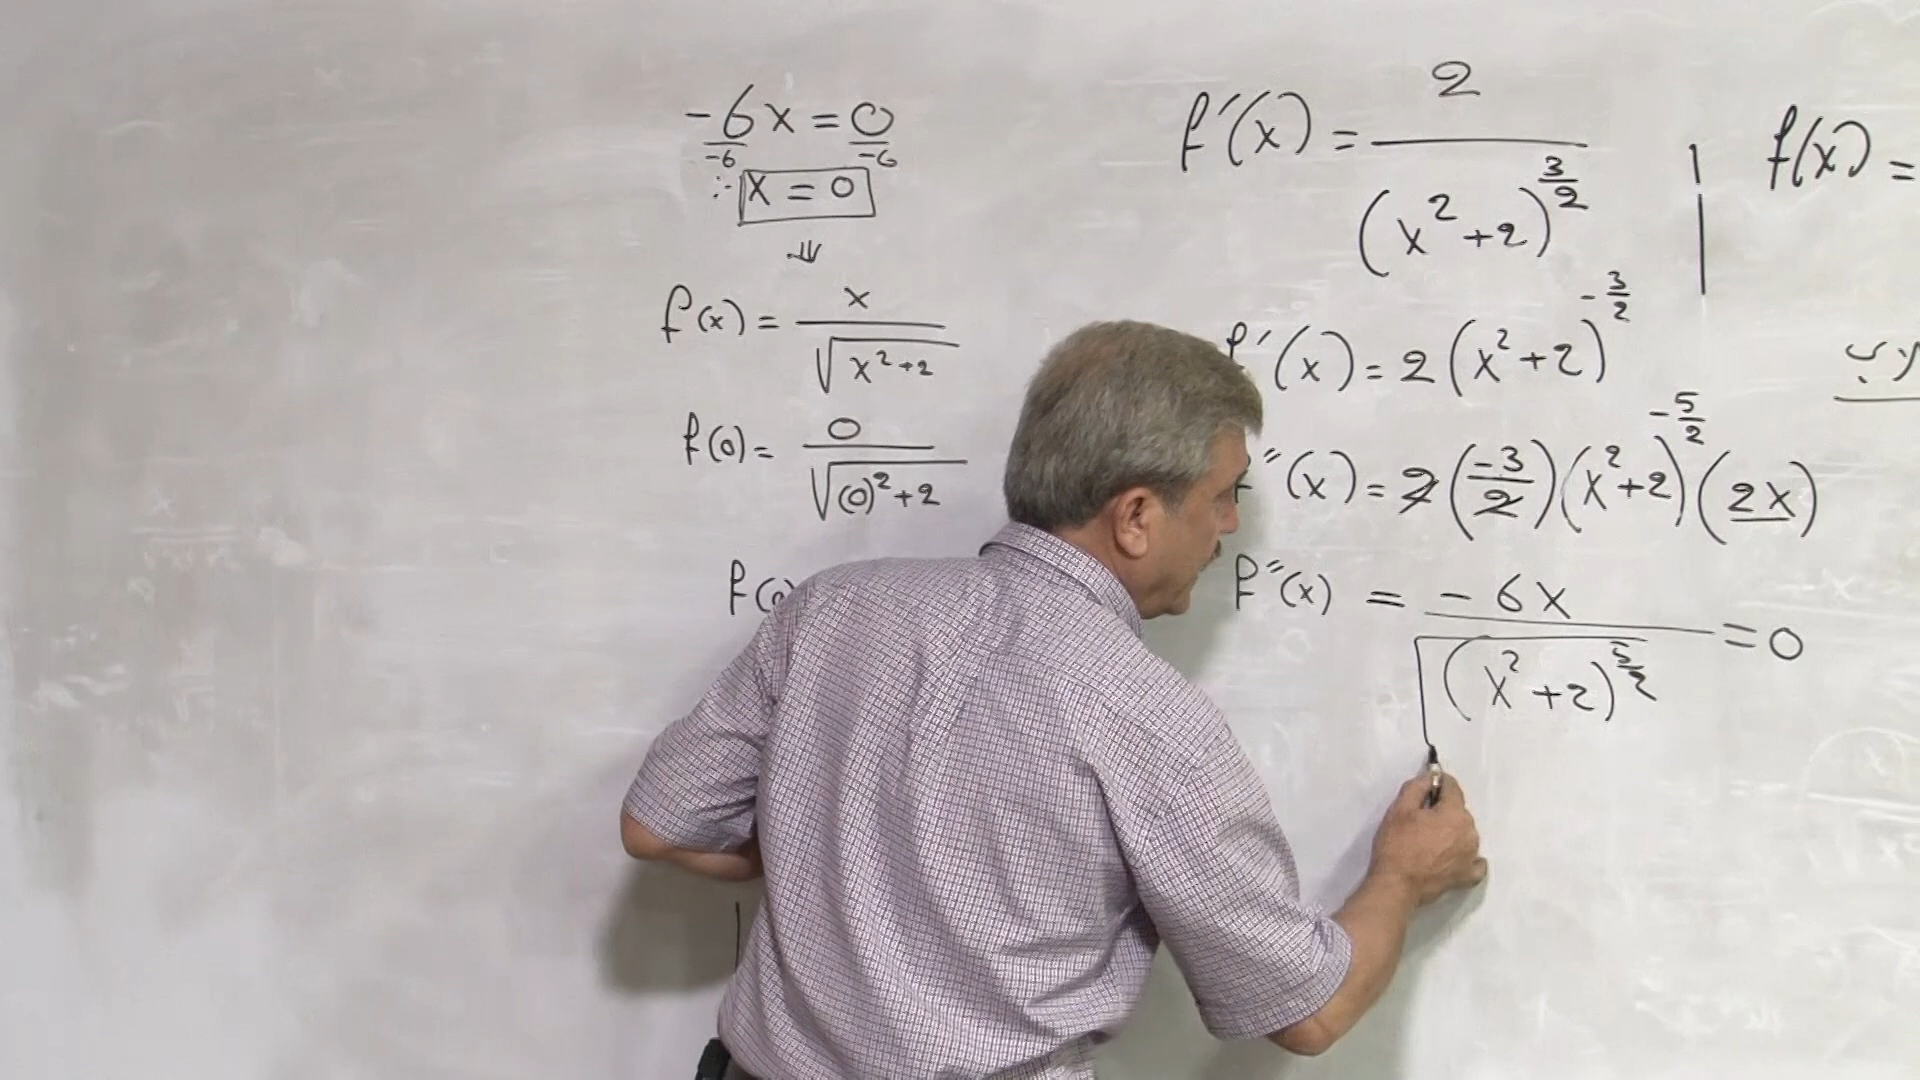 -6x = 0
-6 -6
∴ x = 0
⇓
f(x) = x / √(x² + 2)
f(0) = 0 / √((0)² + 2)
f(0
f′(x) = 2 / (x² + 2)^(3/2)
f′(x) = 2(x² + 2)^(-3/2)
″(x) = 2(-3/2)(x² + 2)^(-5/2)(2x)
f″(x) = -6x / (x² + 2)^(5/2) = 0
f(x) =